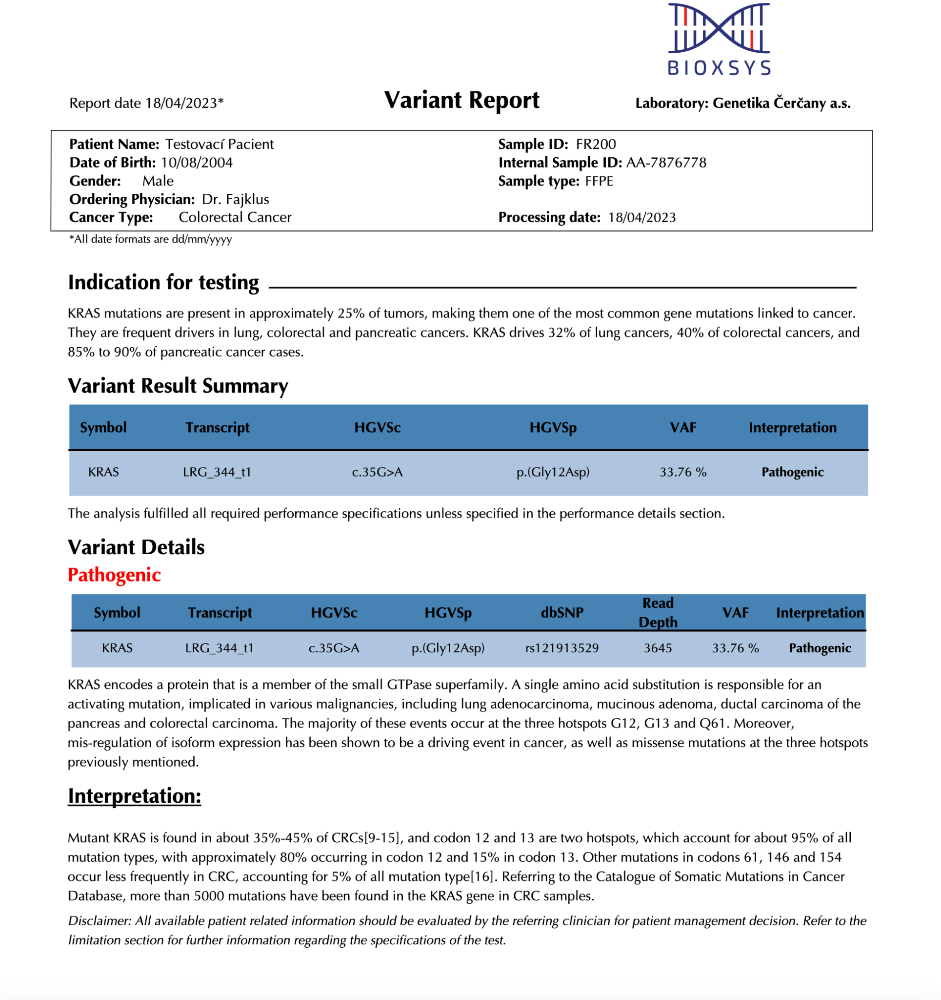 BIOXSYS
Report date 18/04/2023*
Variant Report
Laboratory: Genetika Čerčany a.s.
Patient Name: Testovací Pacient
Sample ID: FR200
Date of Birth: 10/08/2004
Internal Sample ID: AA-7876778
Gender: Male
Sample type: FFPE
Ordering Physician: Dr. Fajklus
Cancer Type: Colorectal Cancer
Processing date: 18/04/2023
*All date formats are dd/mm/yyyy
Indication for testing
KRAS mutations are present in approximately 25% of tumors, making them one of the most common gene mutations linked to cancer.
They are frequent drivers in lung, colorectal and pancreatic cancers. KRAS drives 32% of lung cancers, 40% of colorectal cancers, and
85% to 90% of pancreatic cancer cases.
Variant Result Summary
Symbol Transcript HGVSc HGVSp VAF Interpretation
KRAS LRG_344_t1 c.35G>A p.(Gly12Asp) 33.76 % Pathogenic
The analysis fulfilled all required performance specifications unless specified in the performance details section.
Variant Details
Pathogenic
Symbol Transcript HGVSc HGVSp dbSNP Read Depth VAF Interpretation
KRAS LRG_344_t1 c.35G>A p.(Gly12Asp) rs121913529 3645 33.76 % Pathogenic
KRAS encodes a protein that is a member of the small GTPase superfamily. A single amino acid substitution is responsible for an
activating mutation, implicated in various malignancies, including lung adenocarcinoma, mucinous adenoma, ductal carcinoma of the
pancreas and colorectal carcinoma. The majority of these events occur at the three hotspots G12, G13 and Q61. Moreover,
mis-regulation of isoform expression has been shown to be a driving event in cancer, as well as missense mutations at the three hotspots
previously mentioned.
Interpretation:
Mutant KRAS is found in about 35%-45% of CRCs[9-15], and codon 12 and 13 are two hotspots, which account for about 95% of all
mutation types, with approximately 80% occurring in codon 12 and 15% in codon 13. Other mutations in codons 61, 146 and 154
occur less frequently in CRC, accounting for 5% of all mutation type[16]. Referring to the Catalogue of Somatic Mutations in Cancer
Database, more than 5000 mutations have been found in the KRAS gene in CRC samples.
Disclaimer: All available patient related information should be evaluated by the referring clinician for patient management decision. Refer to the
limitation section for further information regarding the specifications of the test.